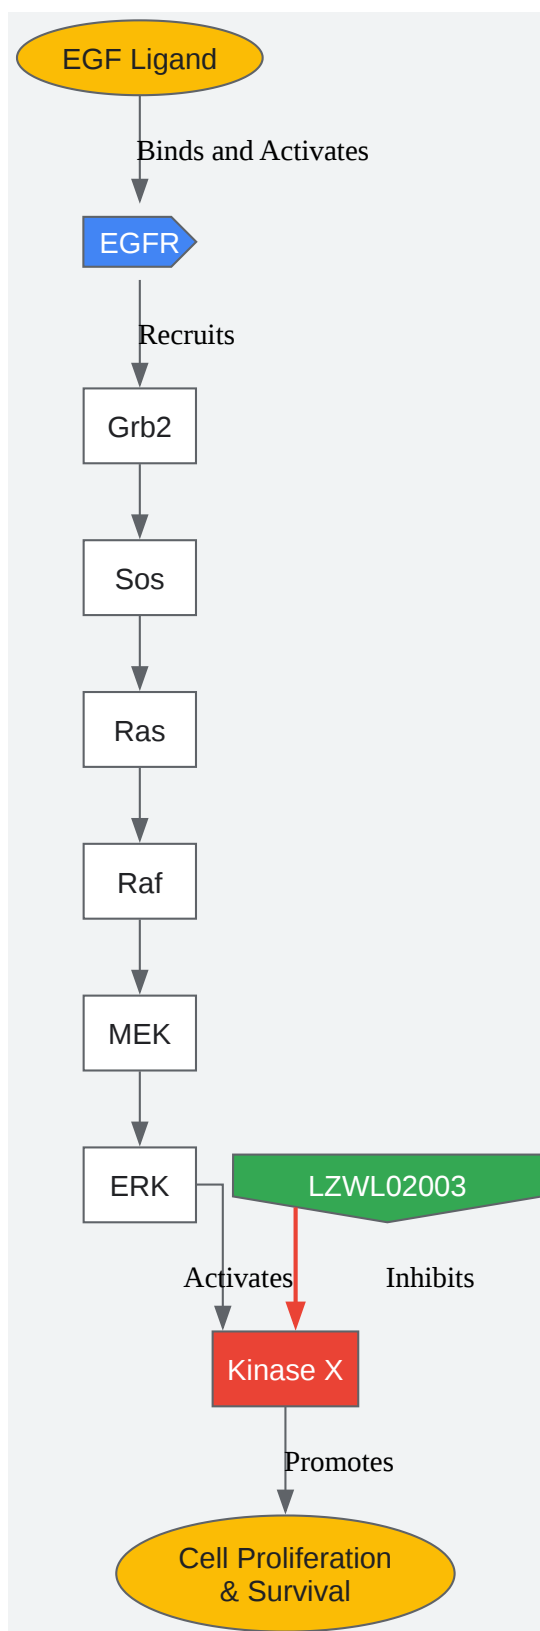 EGF Ligand
Binds and Activates
EGFR
Recruits
Grb2
Sos
Ras
Raf
MEK
ERK
LZWL02003
Activates
Inhibits
Kinase X
Promotes
Cell Proliferation
& Survival